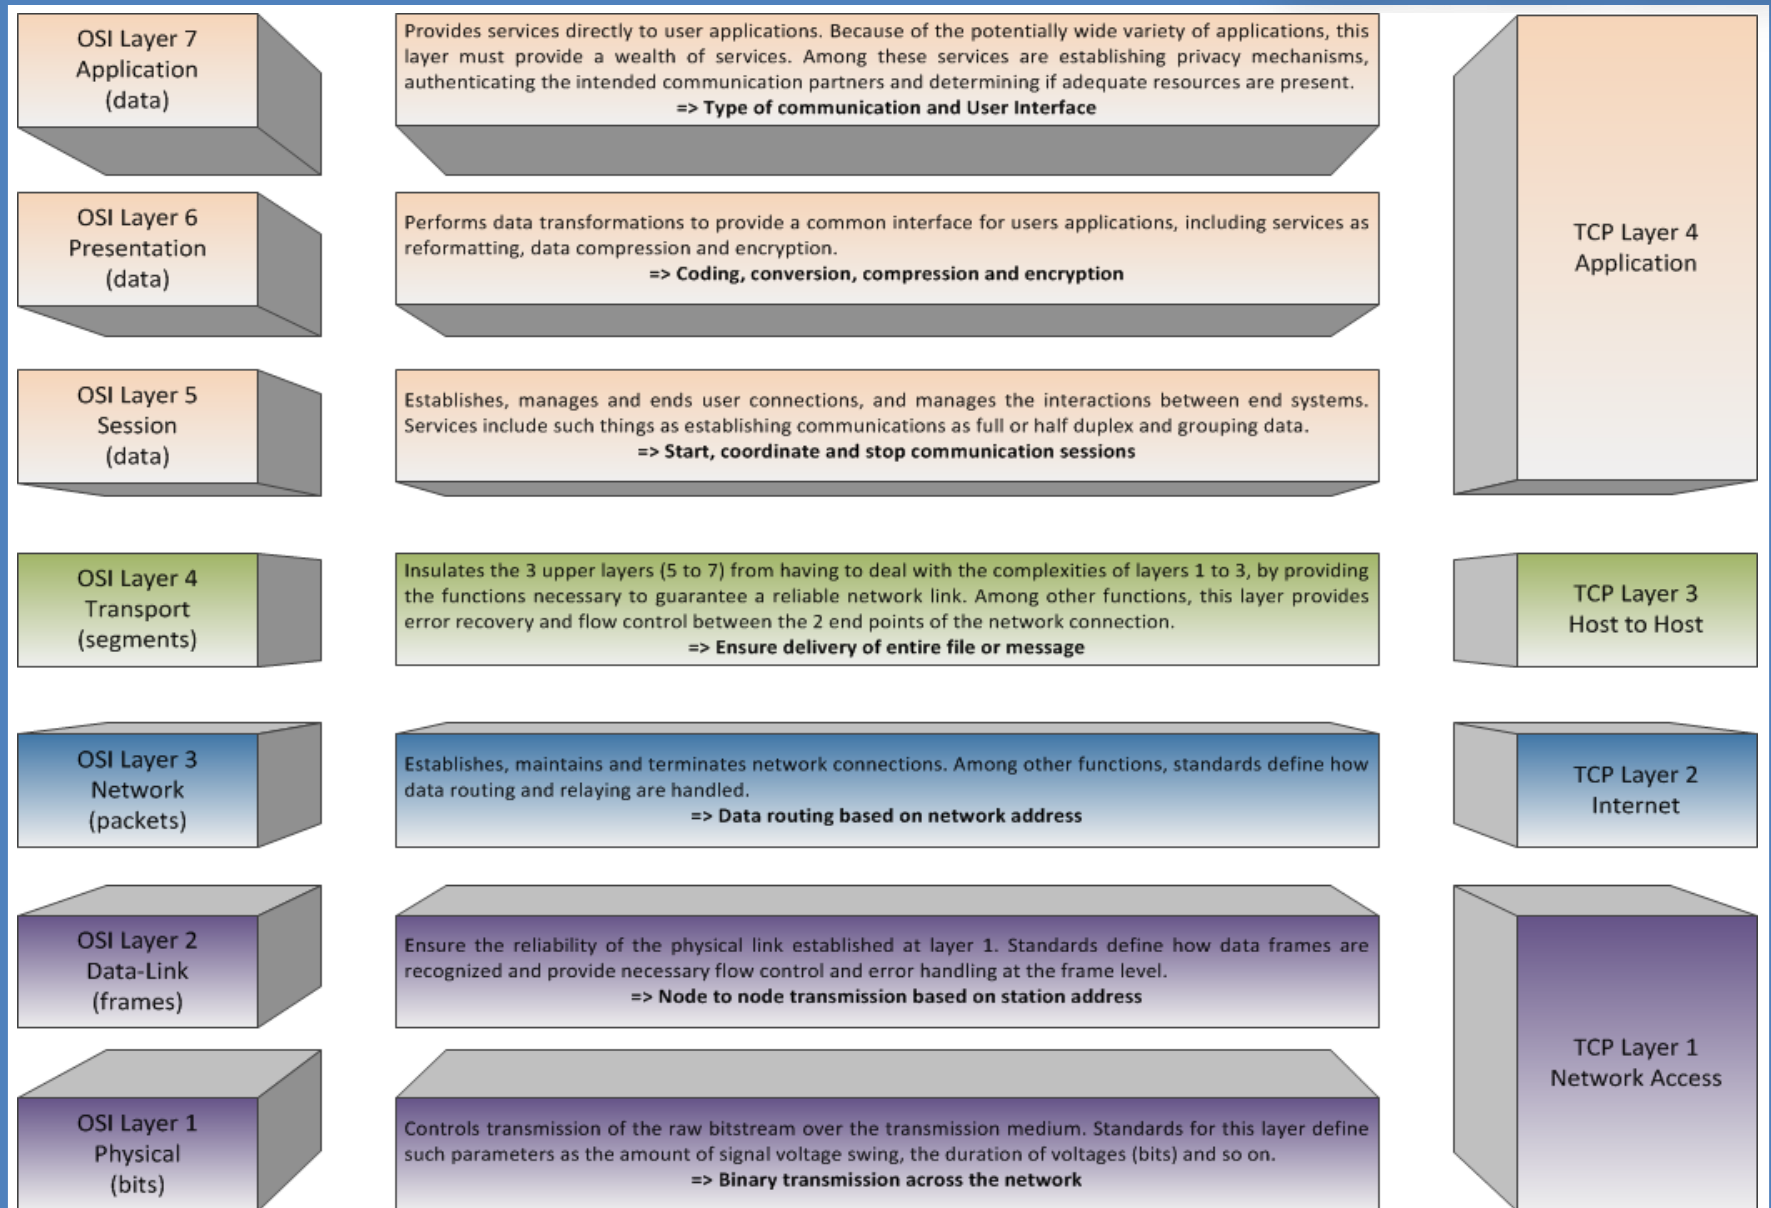 OSI Layer 7
Application
(data)
Provides services directly to user applications. Because of the potentially wide variety of applications, this
layer must provide a wealth of services. Among these services are establishing privacy mechanisms,
authenticating the intended communication partners and determining if adequate resources are present.
=> Type of communication and User Interface
OSI Layer 6
Presentation
(data)
Performs data transformations to provide a common interface for users applications, including services as
reformatting, data compression and encryption.
=> Coding, conversion, compression and encryption
TCP Layer 4
Application
OSI Layer 5
Session
(data)
Establishes, manages and ends user connections, and manages the interactions between end systems.
Services include such things as establishing communications as full or half duplex and grouping data.
=> Start, coordinate and stop communication sessions
OSI Layer 4
Transport
(segments)
Insulates the 3 upper layers (5 to 7) from having to deal with the complexities of layers 1 to 3, by providing
the functions necessary to guarantee a reliable network link. Among other functions, this layer provides
error recovery and flow control between the 2 end points of the network connection.
=> Ensure delivery of entire file or message
TCP Layer 3
Host to Host
OSI Layer 3
Network
(packets)
Establishes, maintains and terminates network connections. Among other functions, standards define how
data routing and relaying are handled.
=> Data routing based on network address
TCP Layer 2
Internet
OSI Layer 2
Data-Link
(frames)
Ensure the reliability of the physical link established at layer 1. Standards define how data frames are
recognized and provide necessary flow control and error handling at the frame level.
=> Node to node transmission based on station address
TCP Layer 1
Network Access
OSI Layer 1
Physical
(bits)
Controls transmission of the raw bitstream over the transmission medium. Standards for this layer define
such parameters as the amount of signal voltage swing, the duration of voltages (bits) and so on.
=> Binary transmission across the network